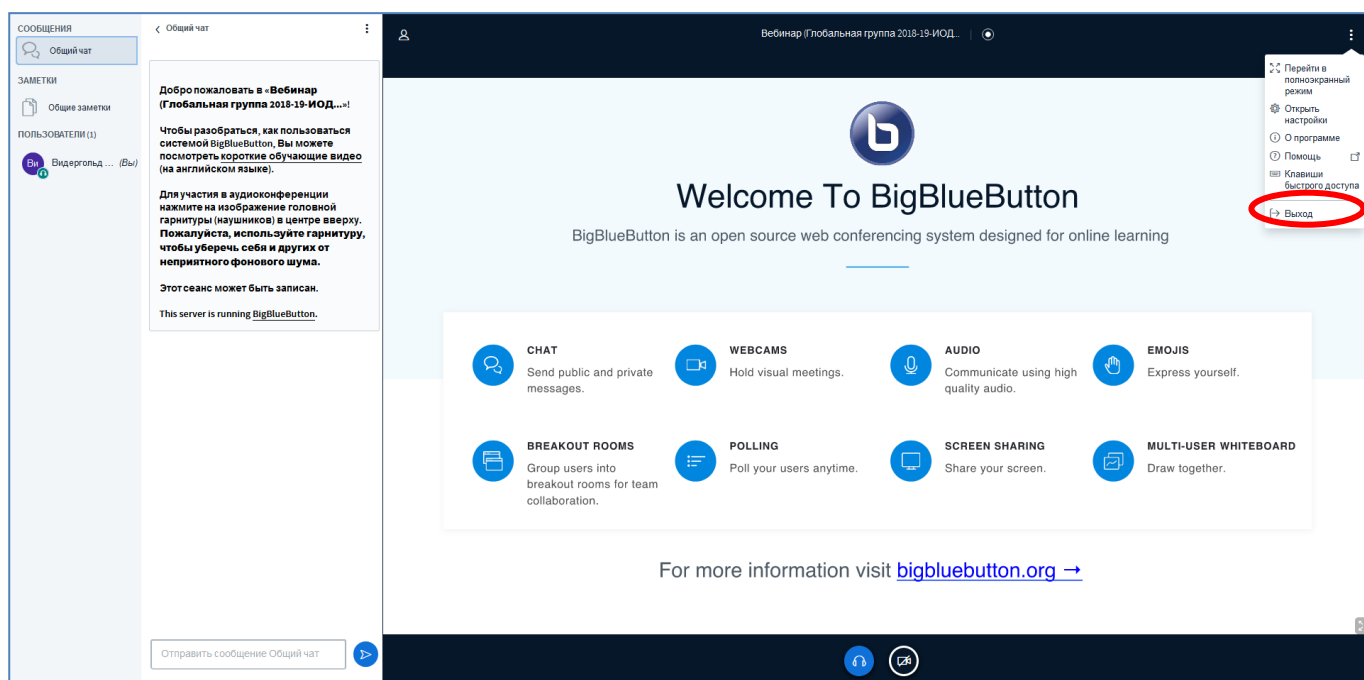 СООБЩЕНИЯ
Общий чат
ЗАМЕТКИ
Общие заметки
ПОЛЬЗОВАТЕЛИ (1)
Ви
Видергольд ... (Вы)
Общий чат
Добро пожаловать в «Вебинар
(Глобальная группа 2018-19-ИОД...»!
Чтобы разобраться, как пользоваться
системой BigBlueButton, Вы можете
посмотреть короткие обучающие видео
(на английском языке).
Для участия в аудиоконференции
нажмите на изображение головной
гарнитуры (наушников) в центре вверху.
Пожалуйста, используйте гарнитуру,
чтобы уберечь себя и других от
неприятного фонового шума.
Этот сеанс может быть записан.
This server is running BigBlueButton.
Отправить сообщение Общий чат
Вебинар (Глобальная группа 2018-19-ИОД...
Перейти в
полноэкранный
режим
Открыть
настройки
О программе
Помощь
Клавиши
быстрого доступа
Выход
Welcome To BigBlueButton
BigBlueButton is an open source web conferencing system designed for online learning
CHAT
Send public and private
messages.
WEBCAMS
Hold visual meetings.
AUDIO
Communicate using high
quality audio.
EMOJIS
Express yourself.
BREAKOUT ROOMS
Group users into
breakout rooms for team
collaboration.
POLLING
Poll your users anytime.
SCREEN SHARING
Share your screen.
MULTI-USER WHITEBOARD
Draw together.
For more information visit bigbluebutton.org →